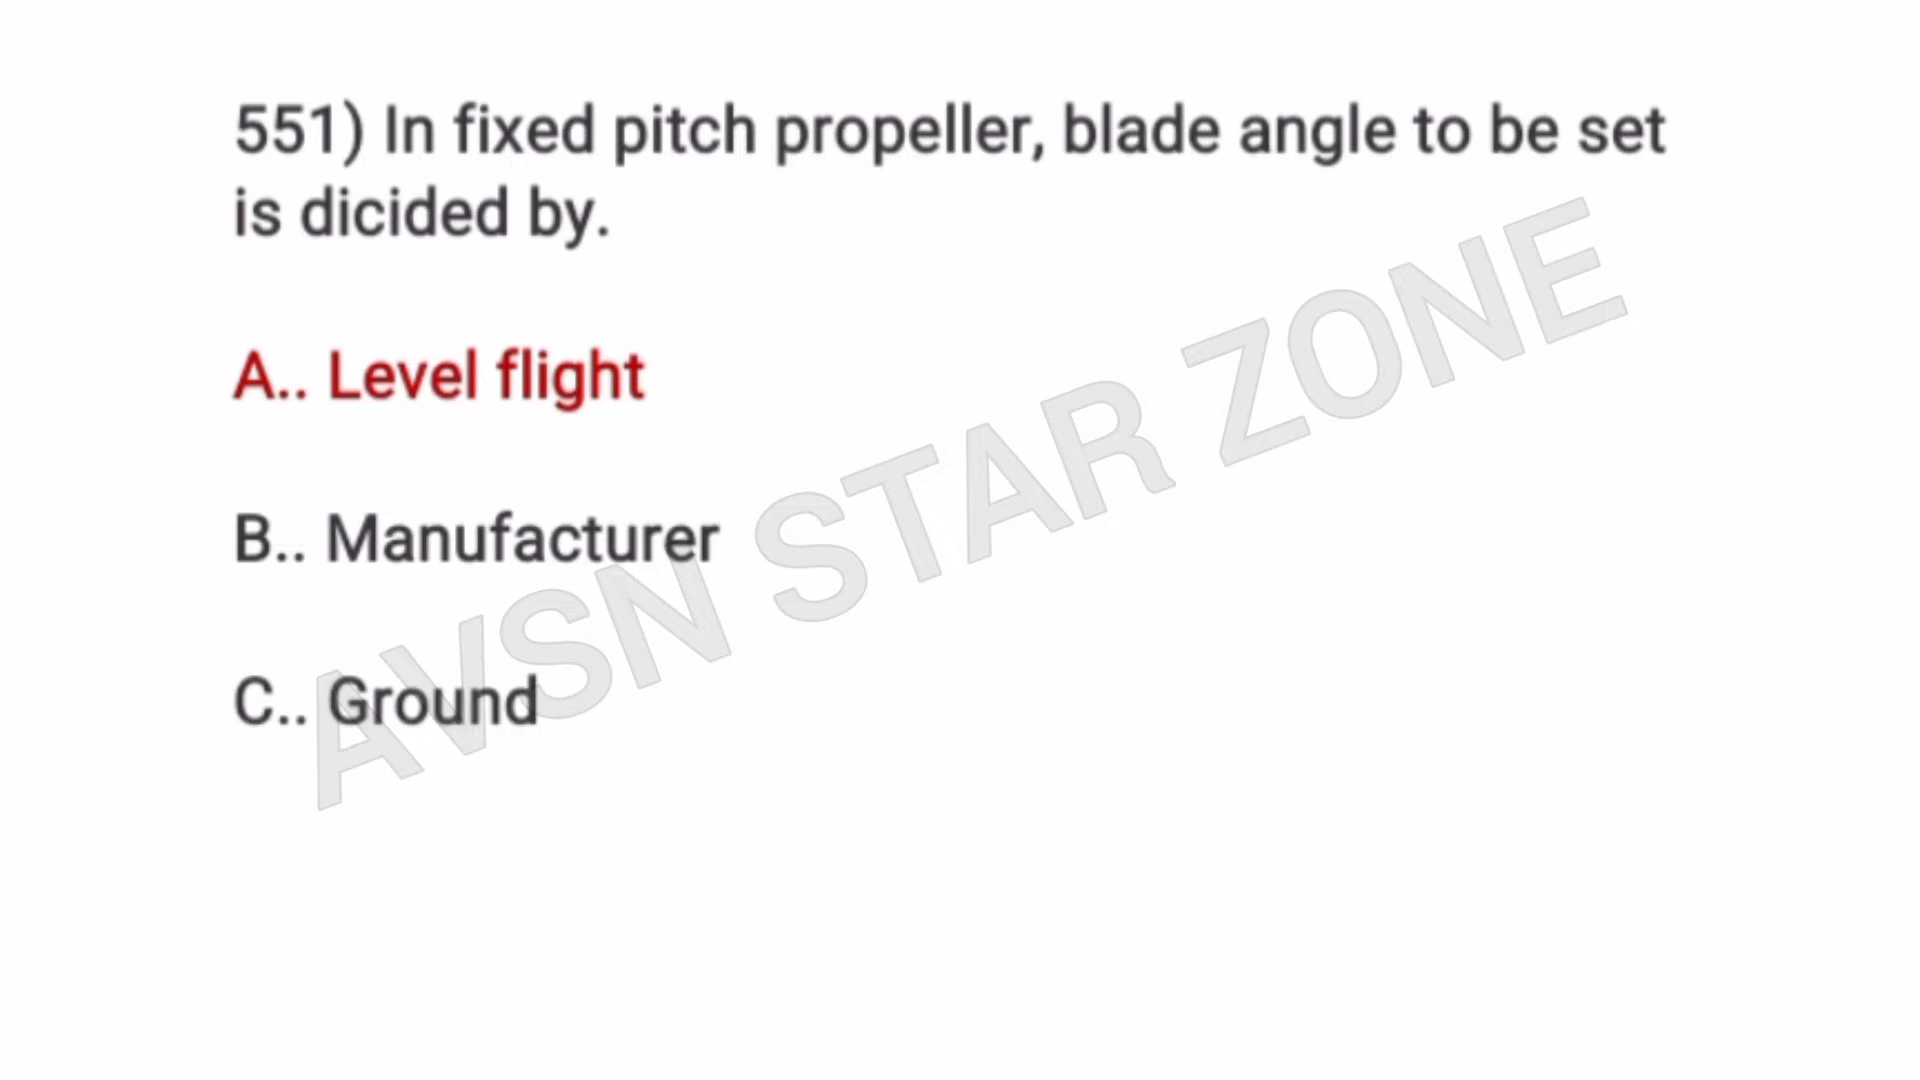 551) In fixed pitch propeller, blade angle to be set
is dicided by.
A.. Level flight
B.. Manufacturer
C.. Ground
AVSN STAR ZONE